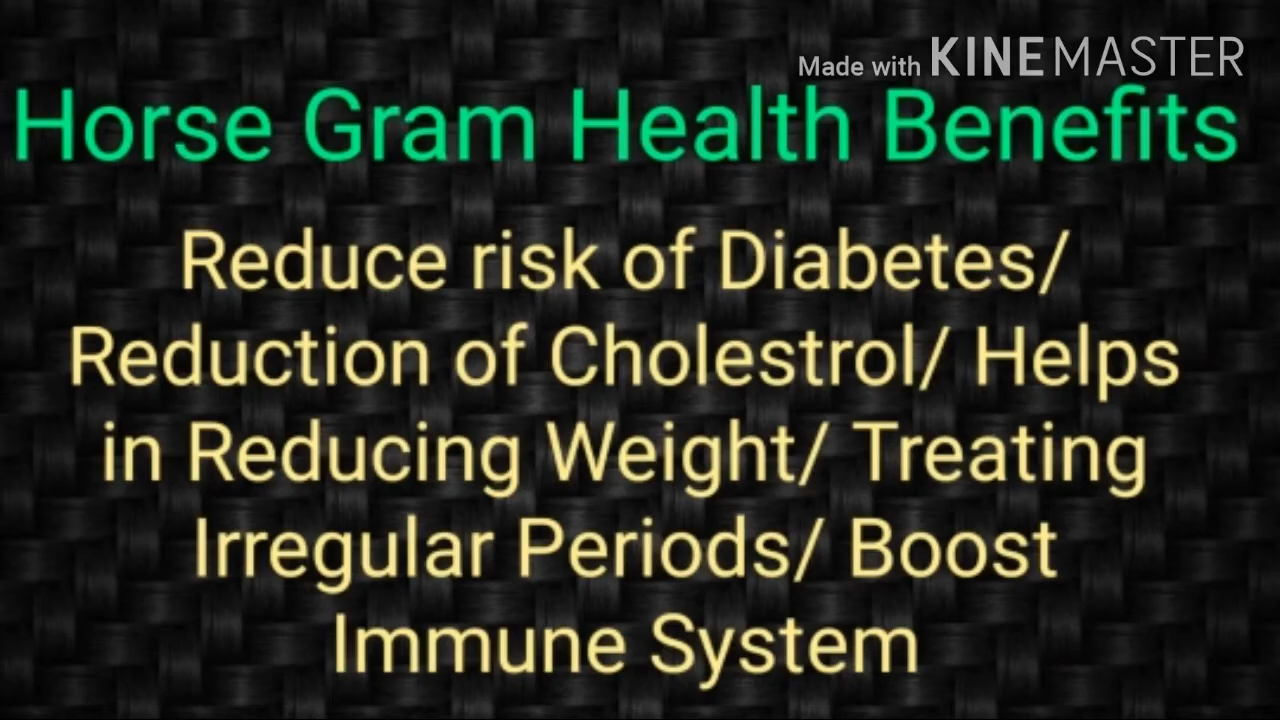 Made with KINEMASTER
Horse Gram Health Benefits
Reduce risk of Diabetes/
Reduction of Cholestrol/ Helps
in Reducing Weight/ Treating
Irregular Periods/ Boost
Immune System